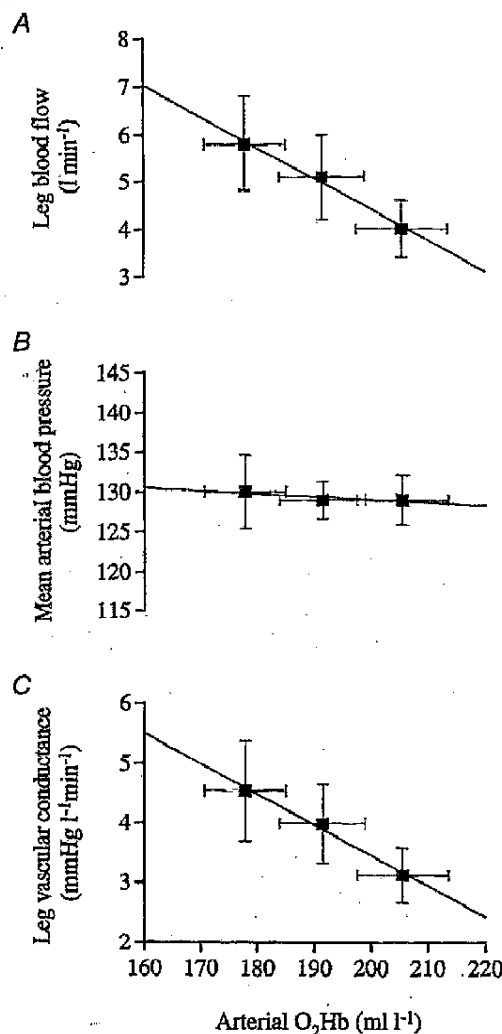 A
Leg blood flow
(l min⁻¹)
8
7
6
5
4
3
B
Mean arterial blood pressure
(mmHg)
145
140
135
130
125
120
115
C
Leg vascular conductance
(mmHg l⁻¹min⁻¹)
6
5
4
3
2
160 170 180 190 200 210 220
Arterial O₂Hb (ml l⁻¹)